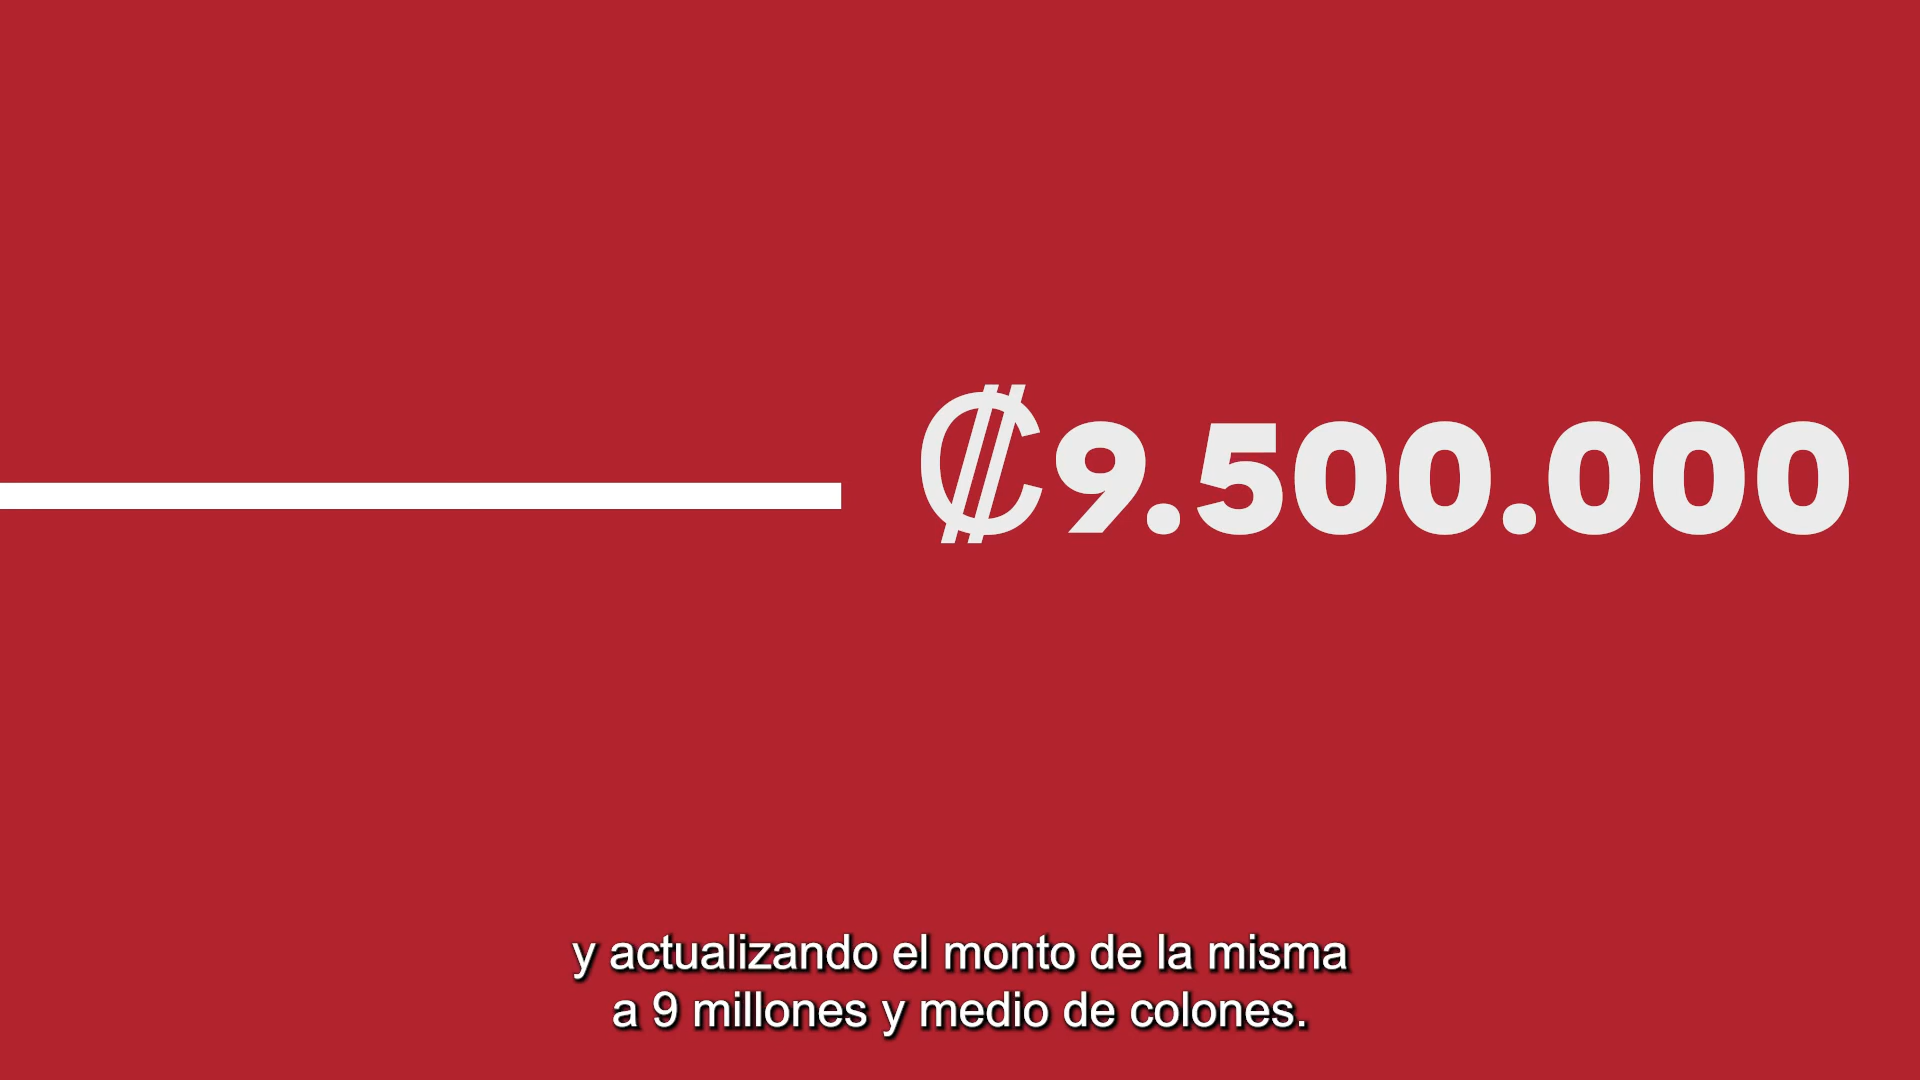 ₡9.500.000
y actualizando el monto de la misma
a 9 millones y medio de colones.